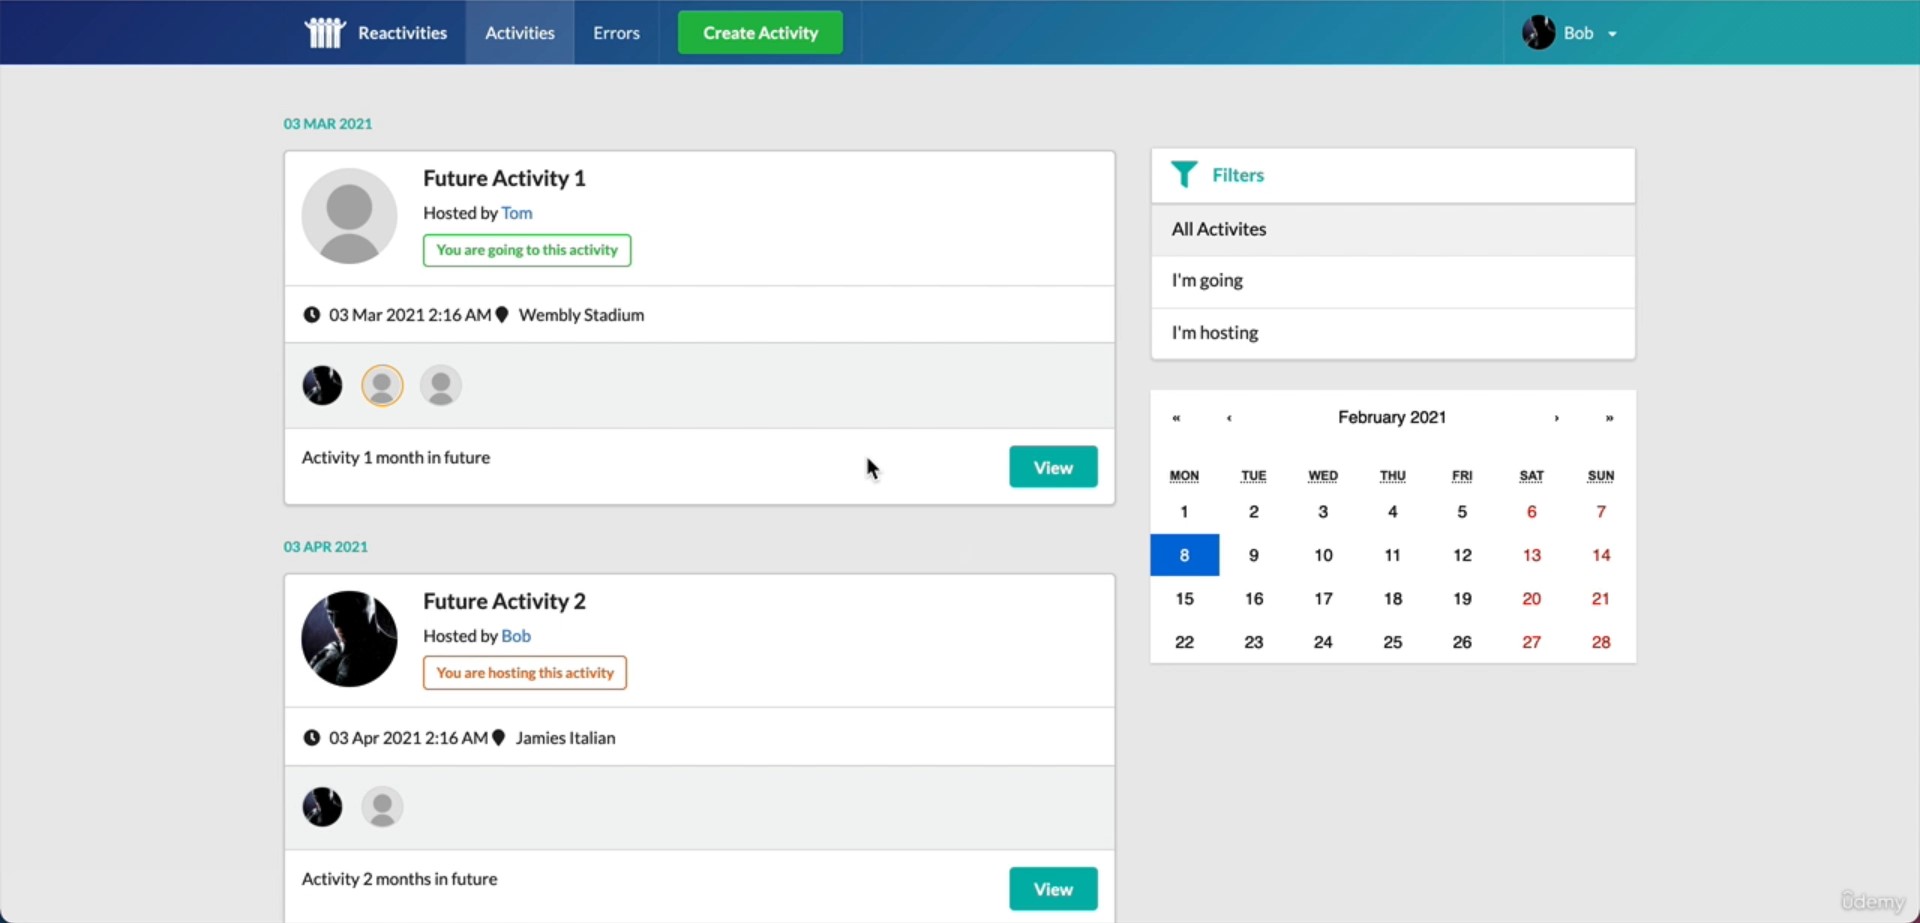 Reactivities
Activities
Errors
Create Activity
Bob
03 MAR 2021
Future Activity 1
Hosted by Tom
You are going to this activity
03 Mar 2021 2:16 AM Wembly Stadium
Activity 1 month in future
View
03 APR 2021
Future Activity 2
Hosted by Bob
You are hosting this activity
03 Apr 2021 2:16 AM Jamies Italian
Activity 2 months in future
View
Filters
All Activites
I'm going
I'm hosting
« ‹ February 2021 › »
MON TUE WED THU FRI SAT SUN
1 2 3 4 5 6 7
8 9 10 11 12 13 14
15 16 17 18 19 20 21
22 23 24 25 26 27 28
ûdemy